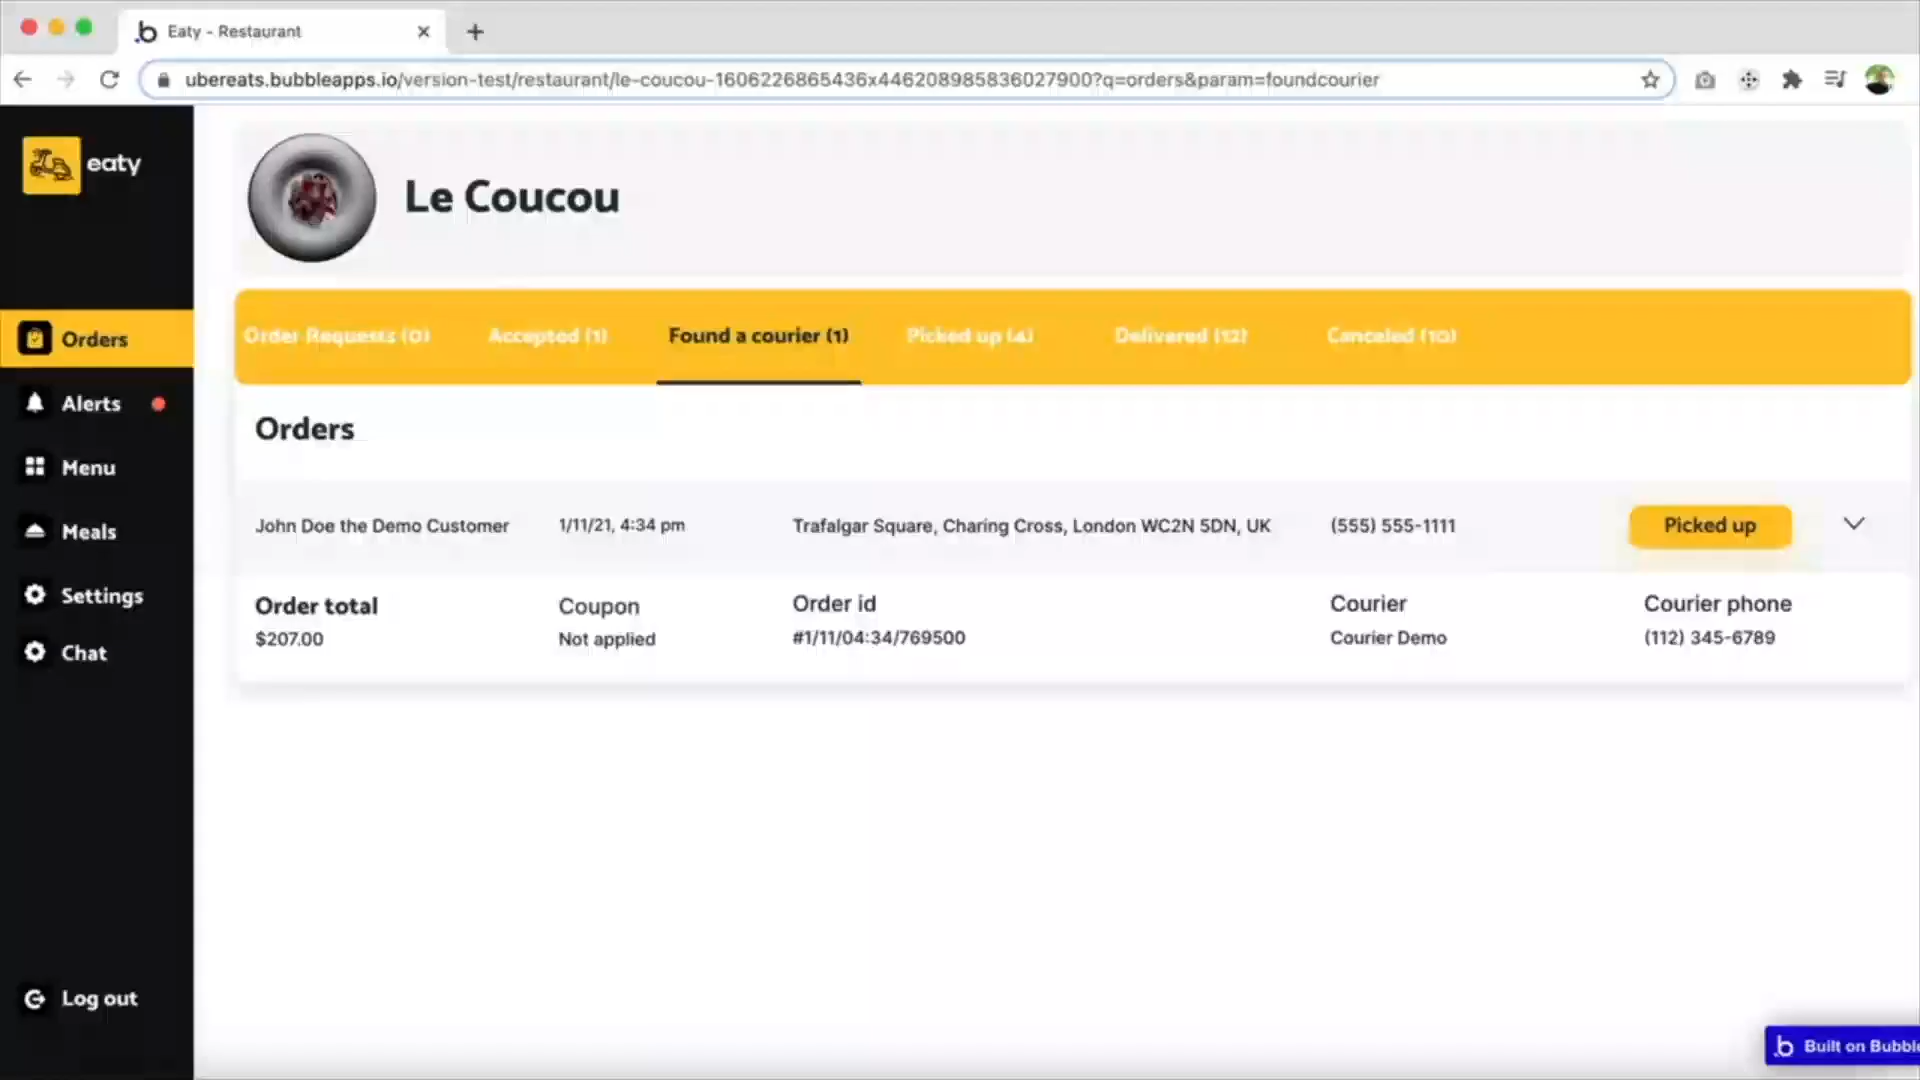 Eaty - Restaurant
ubereats.bubbleapps.io/version-test/restaurant/le-coucou-1606226865436x446208985836027900?q=orders&param=foundcourier
eaty
Le Coucou
Orders
Alerts
Menu
Meals
Settings
Chat
Log out
Order Requests (0) Accepted (1) Found a courier (1) Picked up (4) Delivered (12) Canceled (10)
Orders
John Doe the Demo Customer 1/11/21, 4:34 pm Trafalgar Square, Charing Cross, London WC2N 5DN, UK (555) 555-1111 Picked up
Order total Coupon Order id Courier Courier phone
$207.00 Not applied #1/11/04:34/769500 Courier Demo (112) 345-6789
Built on Bubble